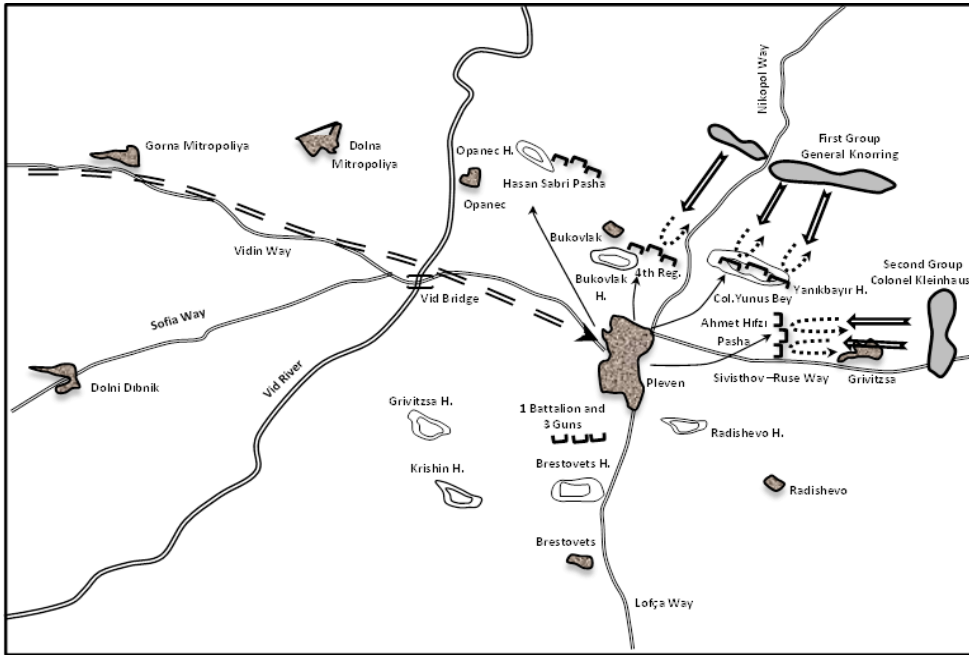 Nikopol Way
First Group
General Knorring
Gorna Mitropoliya
Dolna
Mitropoliya
Opanec H.
Hasan Sabri Pasha
Opanec
Bukovlak
Bukovlak
H.
4th Reg.
Col.Yunus Bey
Yanıkbayır H.
Second Group
Colonel Kleinhaus
Vidin Way
Vid Bridge
Sofia Way
Ahmet Hıfzı
Pasha
Dolni Dıbnik
Vid River
Pleven
Sivisthov –Ruse Way
Grivitzsa
Grivitzsa H.
1 Battalion and
3 Guns
Radishevo H.
Krishin H.
Brestovets H.
Radishevo
Brestovets
Lofça Way